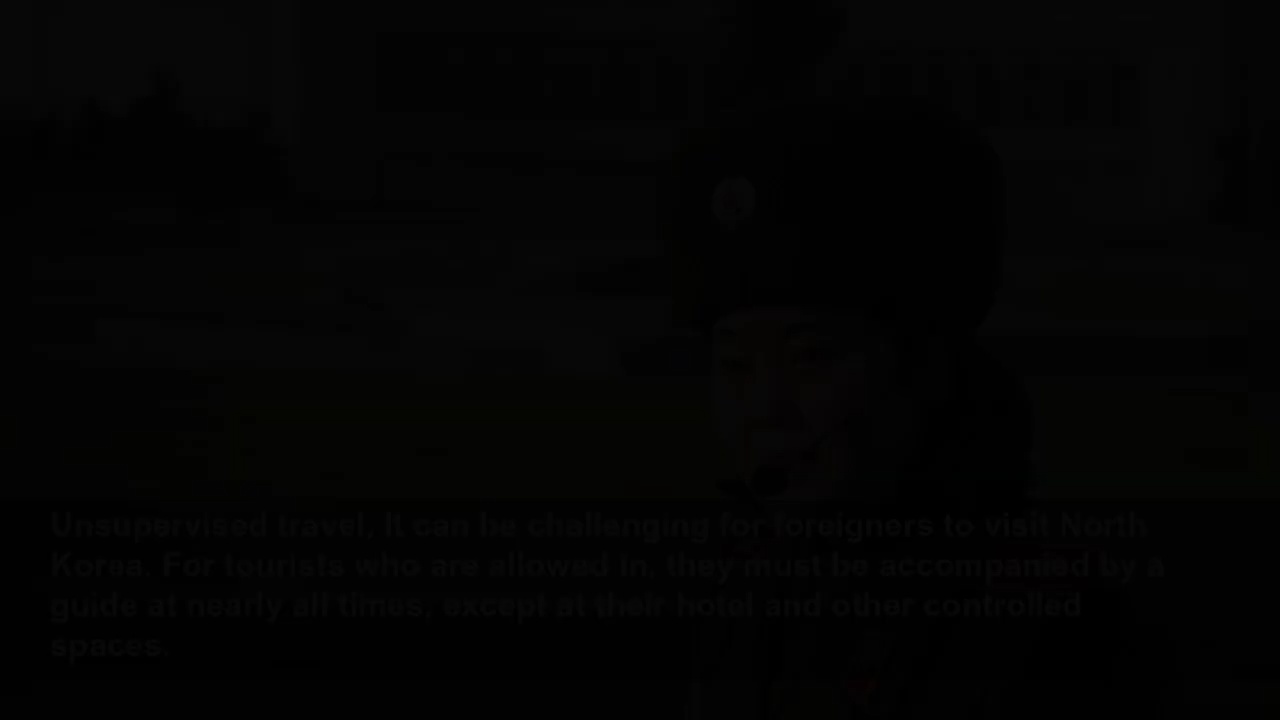 Unsupervised travel, It can be challenging for foreigners to visit North
Korea. For tourists who are allowed in, they must be accompanied by a
guide at nearly all times, except at their hotel and other controlled
spaces.